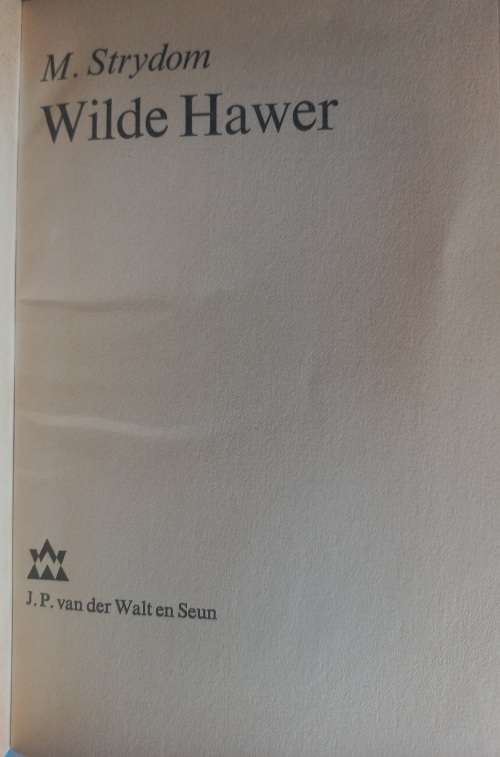 M. Strydom
Wilde Hawer
J. P. van der Walt en Seun